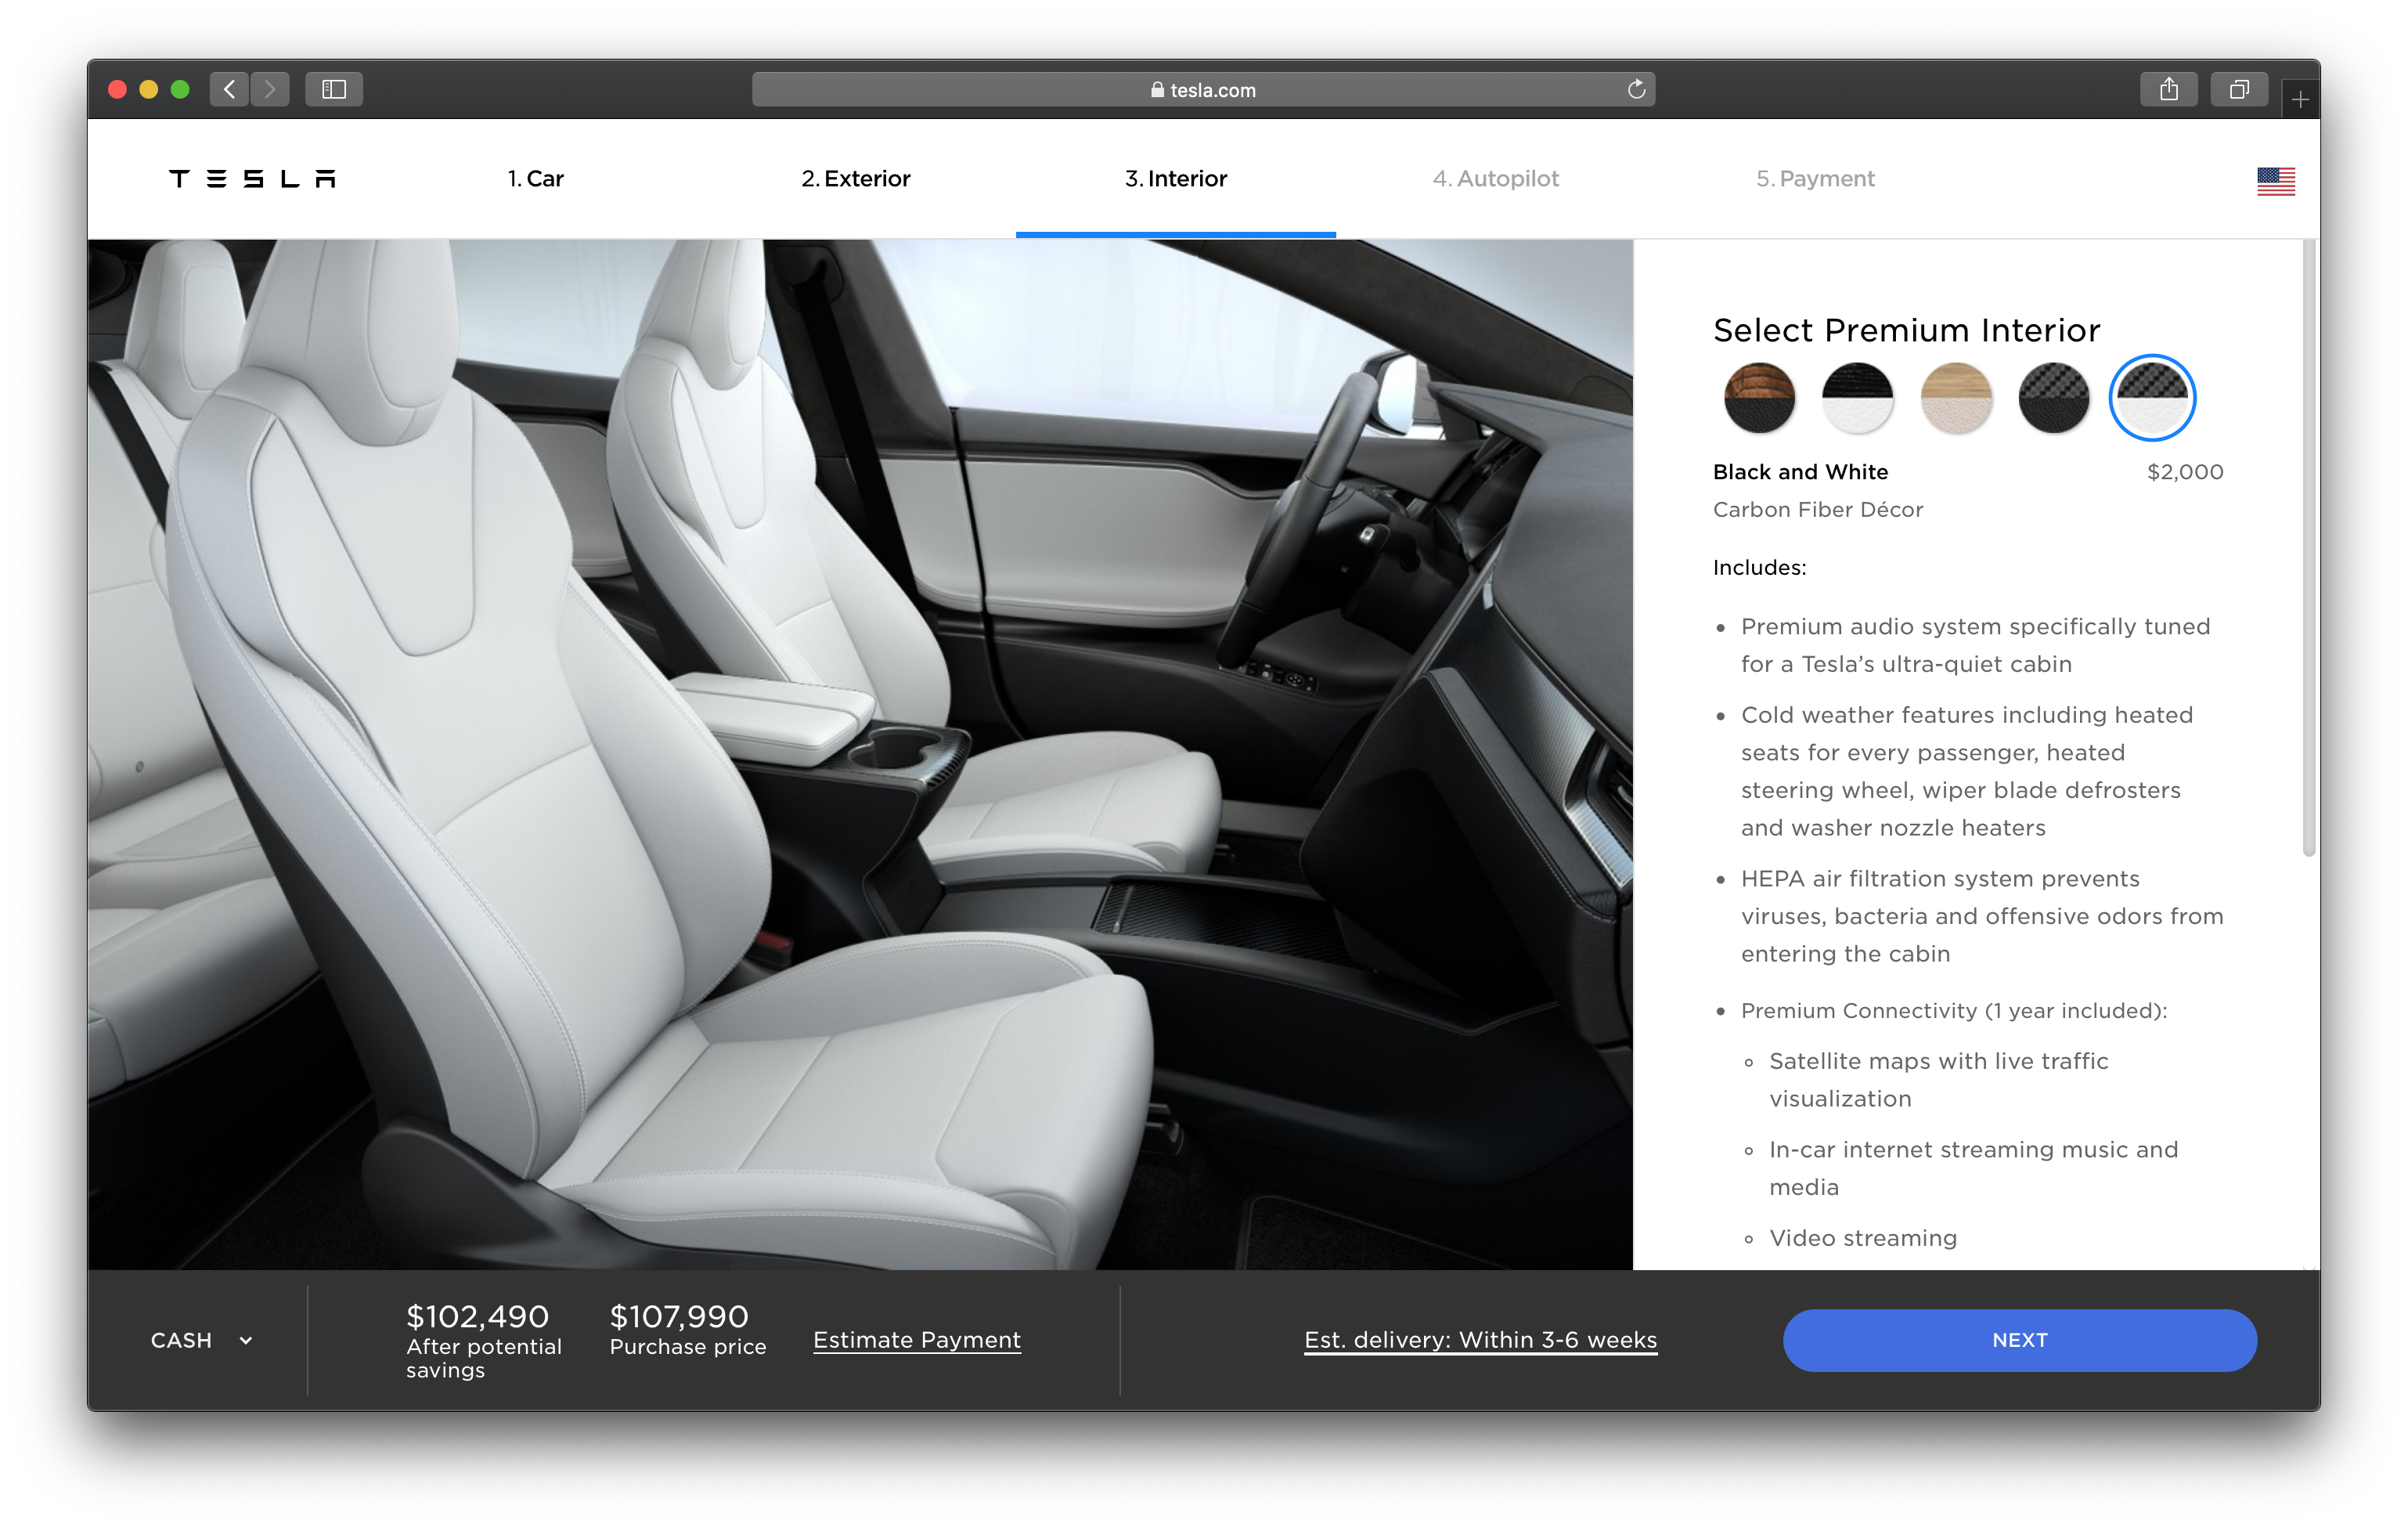 tesla.com
TESLA
1. Car
2. Exterior
3. Interior
4. Autopilot
5. Payment
Select Premium Interior
Black and White
$2,000
Carbon Fiber Décor
Includes:
Premium audio system specifically tuned
for a Tesla’s ultra-quiet cabin
Cold weather features including heated
seats for every passenger, heated
steering wheel, wiper blade defrosters
and washer nozzle heaters
HEPA air filtration system prevents
viruses, bacteria and offensive odors from
entering the cabin
Premium Connectivity (1 year included):
Satellite maps with live traffic
visualization
In-car internet streaming music and
media
Video streaming
CASH
$102,490
After potential
savings
$107,990
Purchase price
Estimate Payment
Est. delivery: Within 3-6 weeks
NEXT